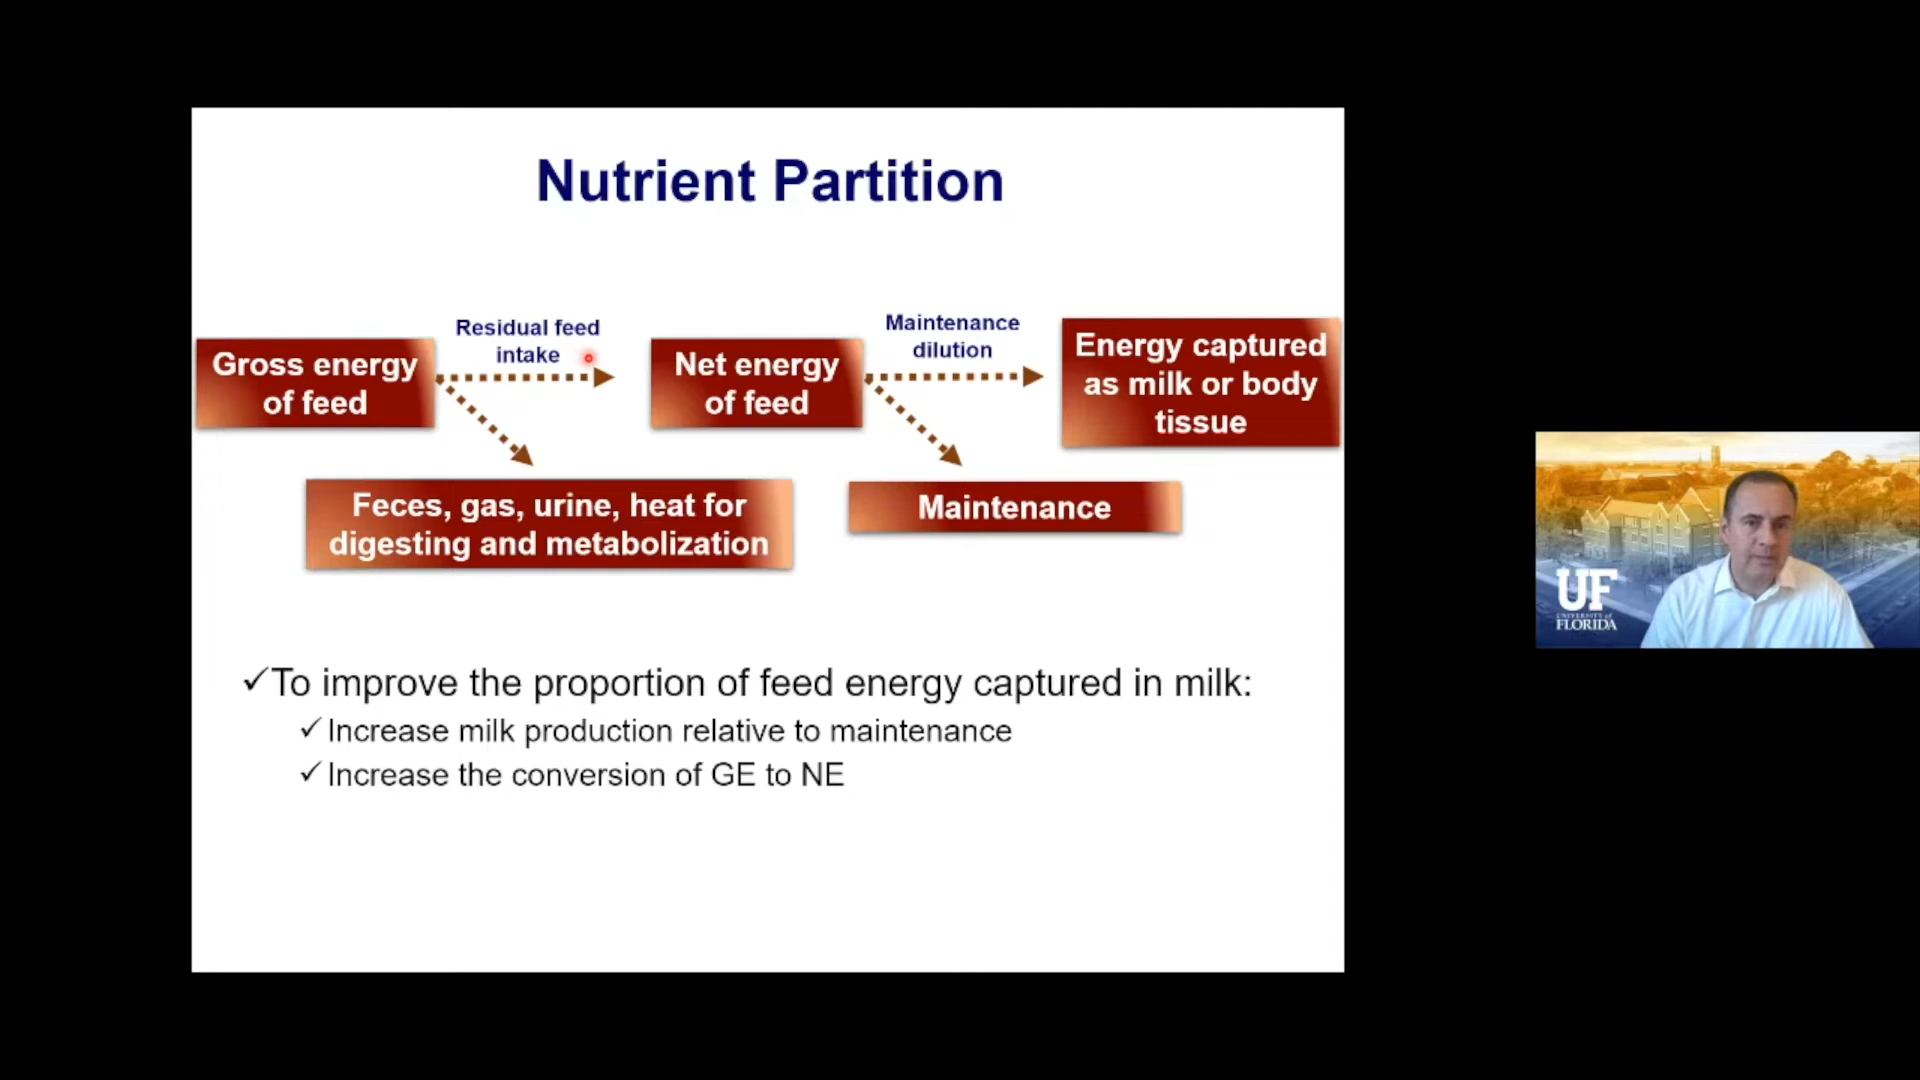 Nutrient Partition
Residual feed
intake
Maintenance
dilution
Gross energy
of feed
Net energy
of feed
Energy captured
as milk or body
tissue
Feces, gas, urine, heat for
digesting and metabolization
Maintenance
✓To improve the proportion of feed energy captured in milk:
✓Increase milk production relative to maintenance
✓Increase the conversion of GE to NE
UF
UNIVERSITY of
FLORIDA